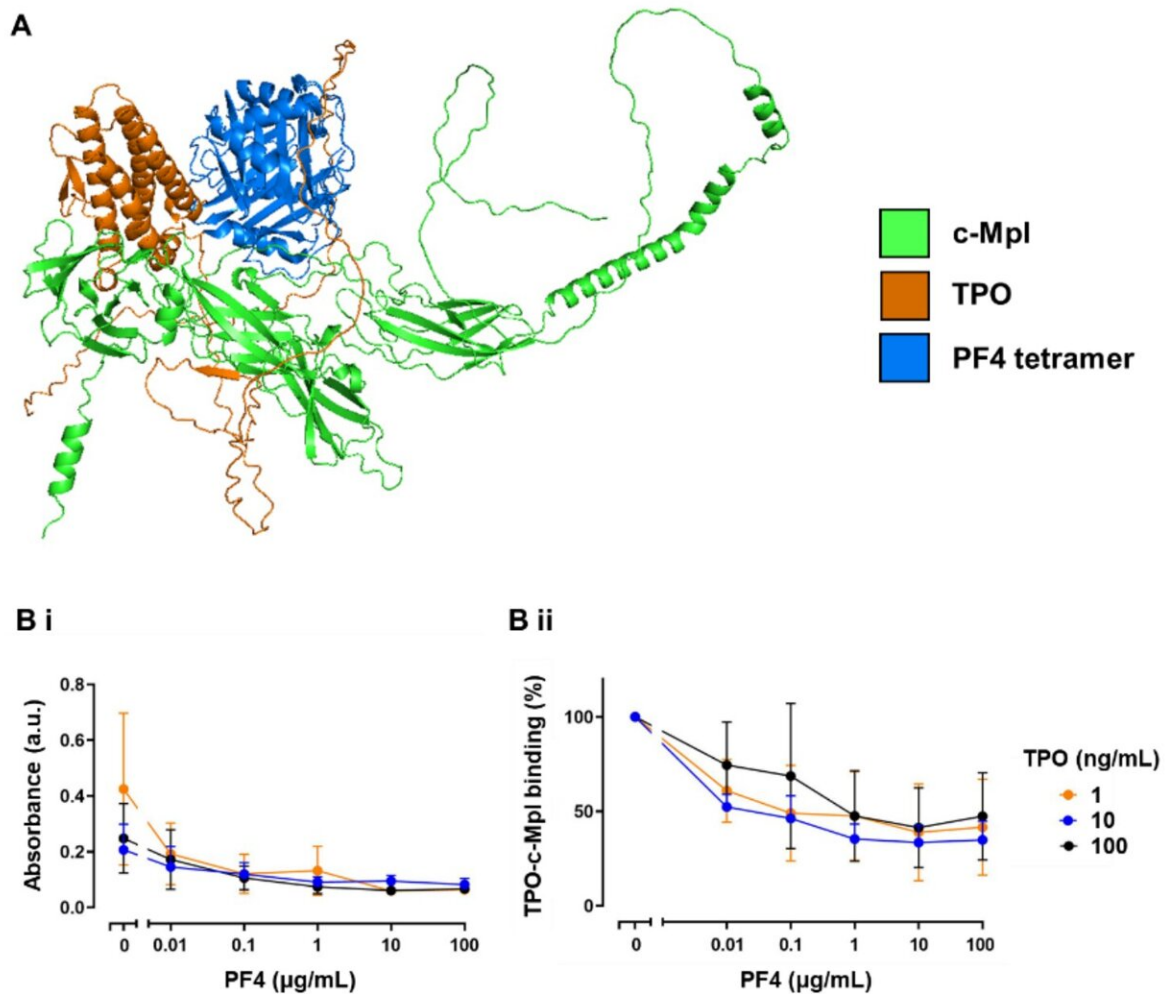 A
c-Mpl
TPO
PF4 tetramer
B i
Absorbance (a.u.)
0.8
0.6
0.4
0.2
0.0
0 0.01 0.1 1 10 100
PF4 (µg/mL)
B ii
TPO-c-Mpl binding (%)
100
50
0
0 0.01 0.1 1 10 100
PF4 (µg/mL)
TPO (ng/mL)
1
10
100